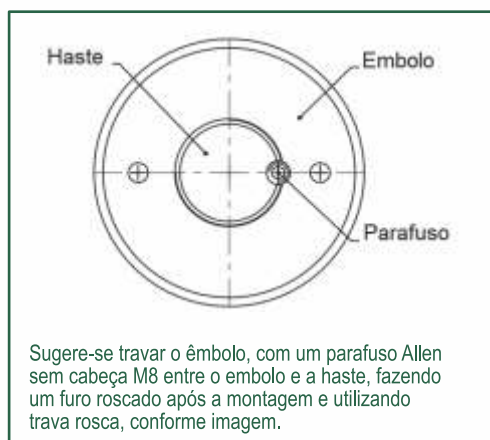 Haste
Embolo
Parafuso
Sugere-se travar o êmbolo, com um parafuso Allen
sem cabeça M8 entre o embolo e a haste, fazendo
um furo roscado após a montagem e utilizando
trava rosca, conforme imagem.